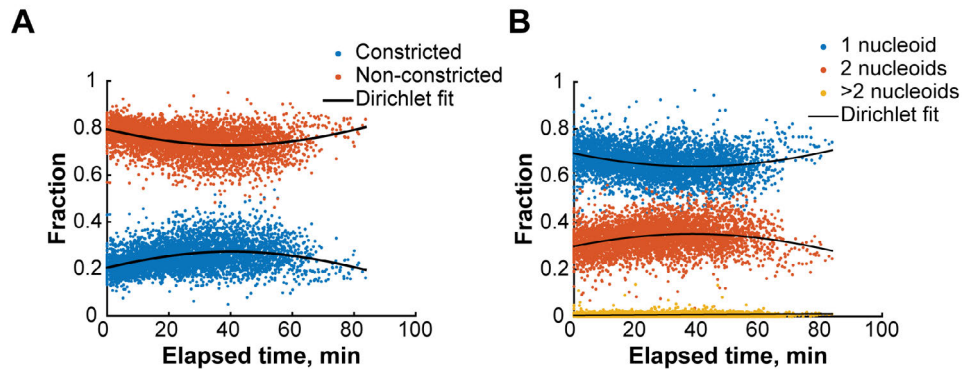 A
Constricted
Non-constricted
Dirichlet fit
1
0.8
0.6
0.4
0.2
0
Fraction
0 20 40 60 80 100
Elapsed time, min
B
1 nucleoid
2 nucleoids
>2 nucleoids
Dirichlet fit
1
0.8
0.6
0.4
0.2
0
Fraction
0 20 40 60 80 100
Elapsed time, min